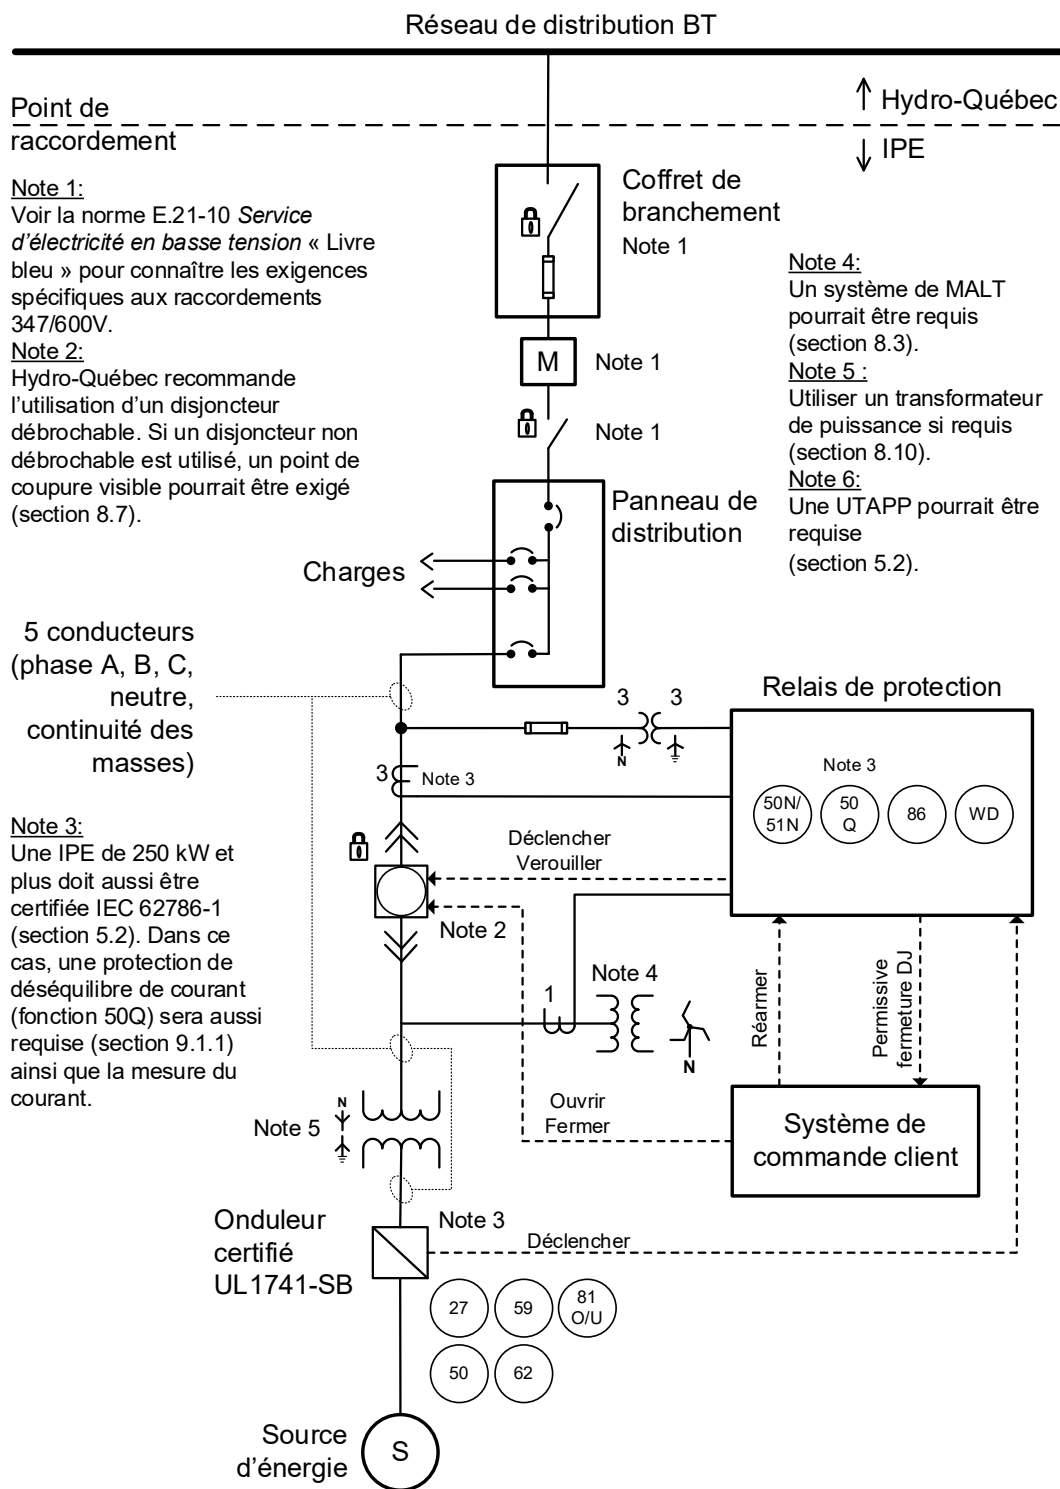 Réseau de distribution BT
Point de
raccordement
Hydro-Québec
IPE
Note 1:
Voir la norme E.21-10 Service
d'électricité en basse tension « Livre
bleu » pour connaître les exigences
spécifiques aux raccordements
347/600V.
Note 2:
Hydro-Québec recommande
l'utilisation d'un disjoncteur
débrochable. Si un disjoncteur non
débrochable est utilisé, un point de
coupure visible pourrait être exigé
(section 8.7).
Coffret de
branchement
Note 1
M
Note 1
Note 1
Note 4:
Un système de MALT
pourrait être requis
(section 8.3).
Note 5 :
Utiliser un transformateur
de puissance si requis
(section 8.10).
Note 6:
Une UTAPP pourrait être
requise
(section 5.2).
Panneau de
distribution
Charges
5 conducteurs
(phase A, B, C,
neutre,
continuité des
masses)
3
3
N
Relais de protection
Note 3
50N/
51N
50
Q
86
WD
3
Note 3
Note 3:
Une IPE de 250 kW et
plus doit aussi être
certifiée IEC 62786-1
(section 5.2). Dans ce
cas, une protection de
déséquilibre de courant
(fonction 50Q) sera aussi
requise (section 9.1.1)
ainsi que la mesure du
courant.
Déclencher
Verouiller
Note 2
1
Note 4
N
Réarmer
Permissive
fermeture DJ
Ouvrir
Fermer
Système de
commande client
Note 5
N
Onduleur
certifié
UL1741-SB
Note 3
Déclencher
27
59
81
O/U
50
62
Source
d'énergie
S